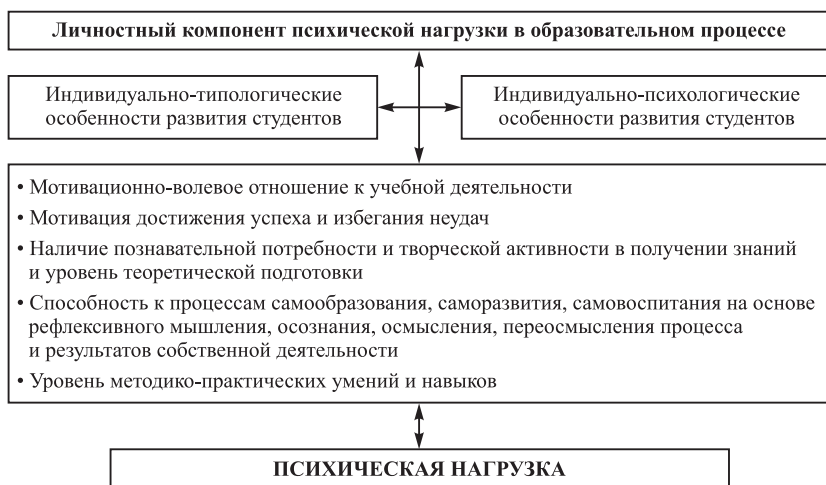 Личностный компонент психической нагрузки в образовательном процессе
Индивидуально-типологические
особенности развития студентов
Индивидуально-психологические
особенности развития студентов
• Мотивационно-волевое отношение к учебной деятельности
• Мотивация достижения успеха и избегания неудач
• Наличие познавательной потребности и творческой активности в получении знаний
и уровень теоретической подготовки
• Способность к процессам самообразования, саморазвития, самовоспитания на основе
рефлексивного мышления, осознания, осмысления, переосмысления процесса
и результатов собственной деятельности
• Уровень методико-практических умений и навыков
ПСИХИЧЕСКАЯ НАГРУЗКА